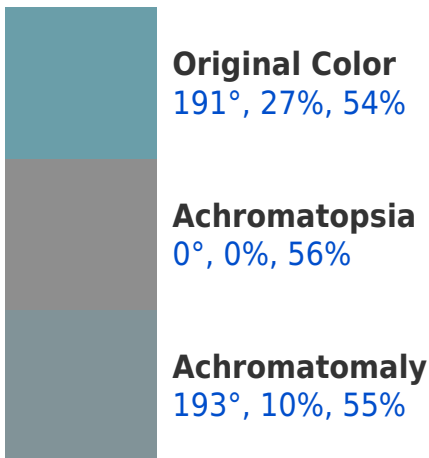 Original Color
191°, 27%, 54%
Achromatopsia
0°, 0%, 56%
Achromatomaly
193°, 10%, 55%